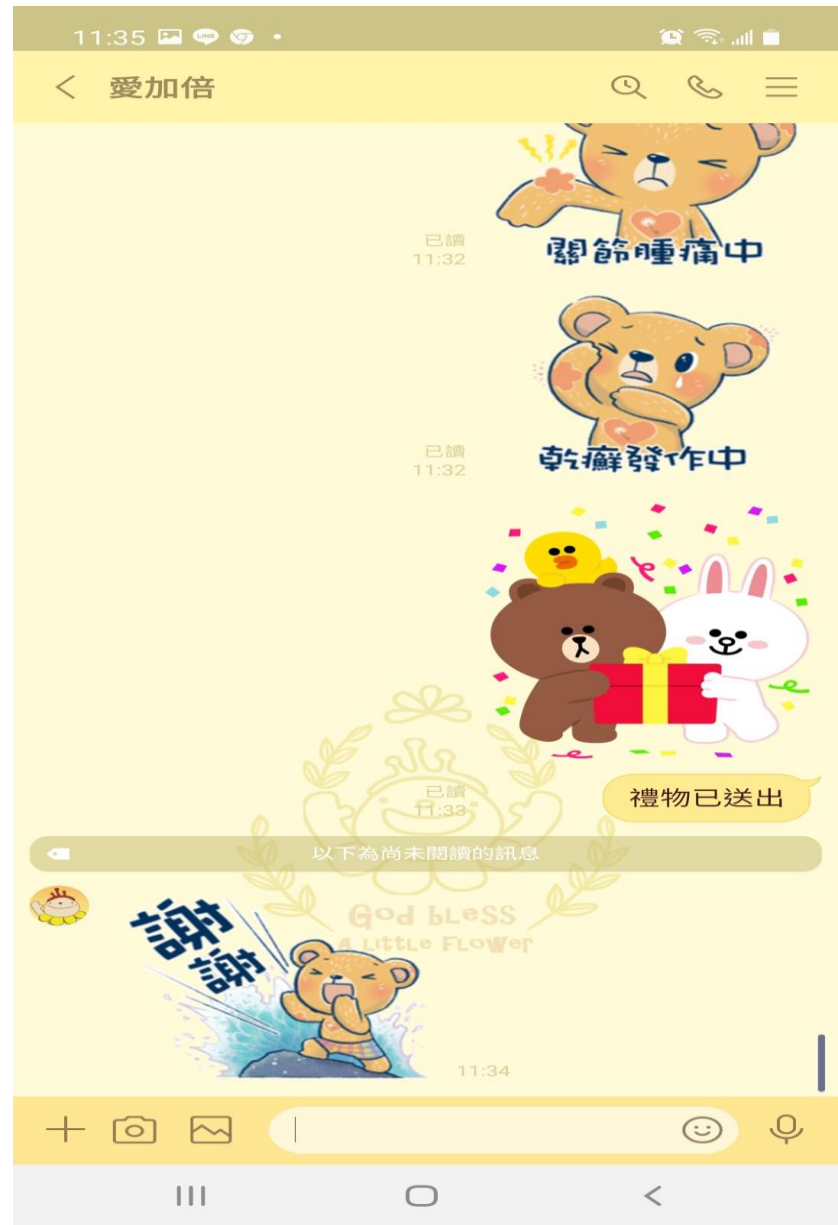 11:35
愛加倍
已讀
11:32
關節腫痛中
已讀
11:32
乾癬發作中
已讀
11:33
禮物已送出
以下為尚未閱讀的訊息
God bLeSS
A LittLe FLoWer
謝謝
11:34